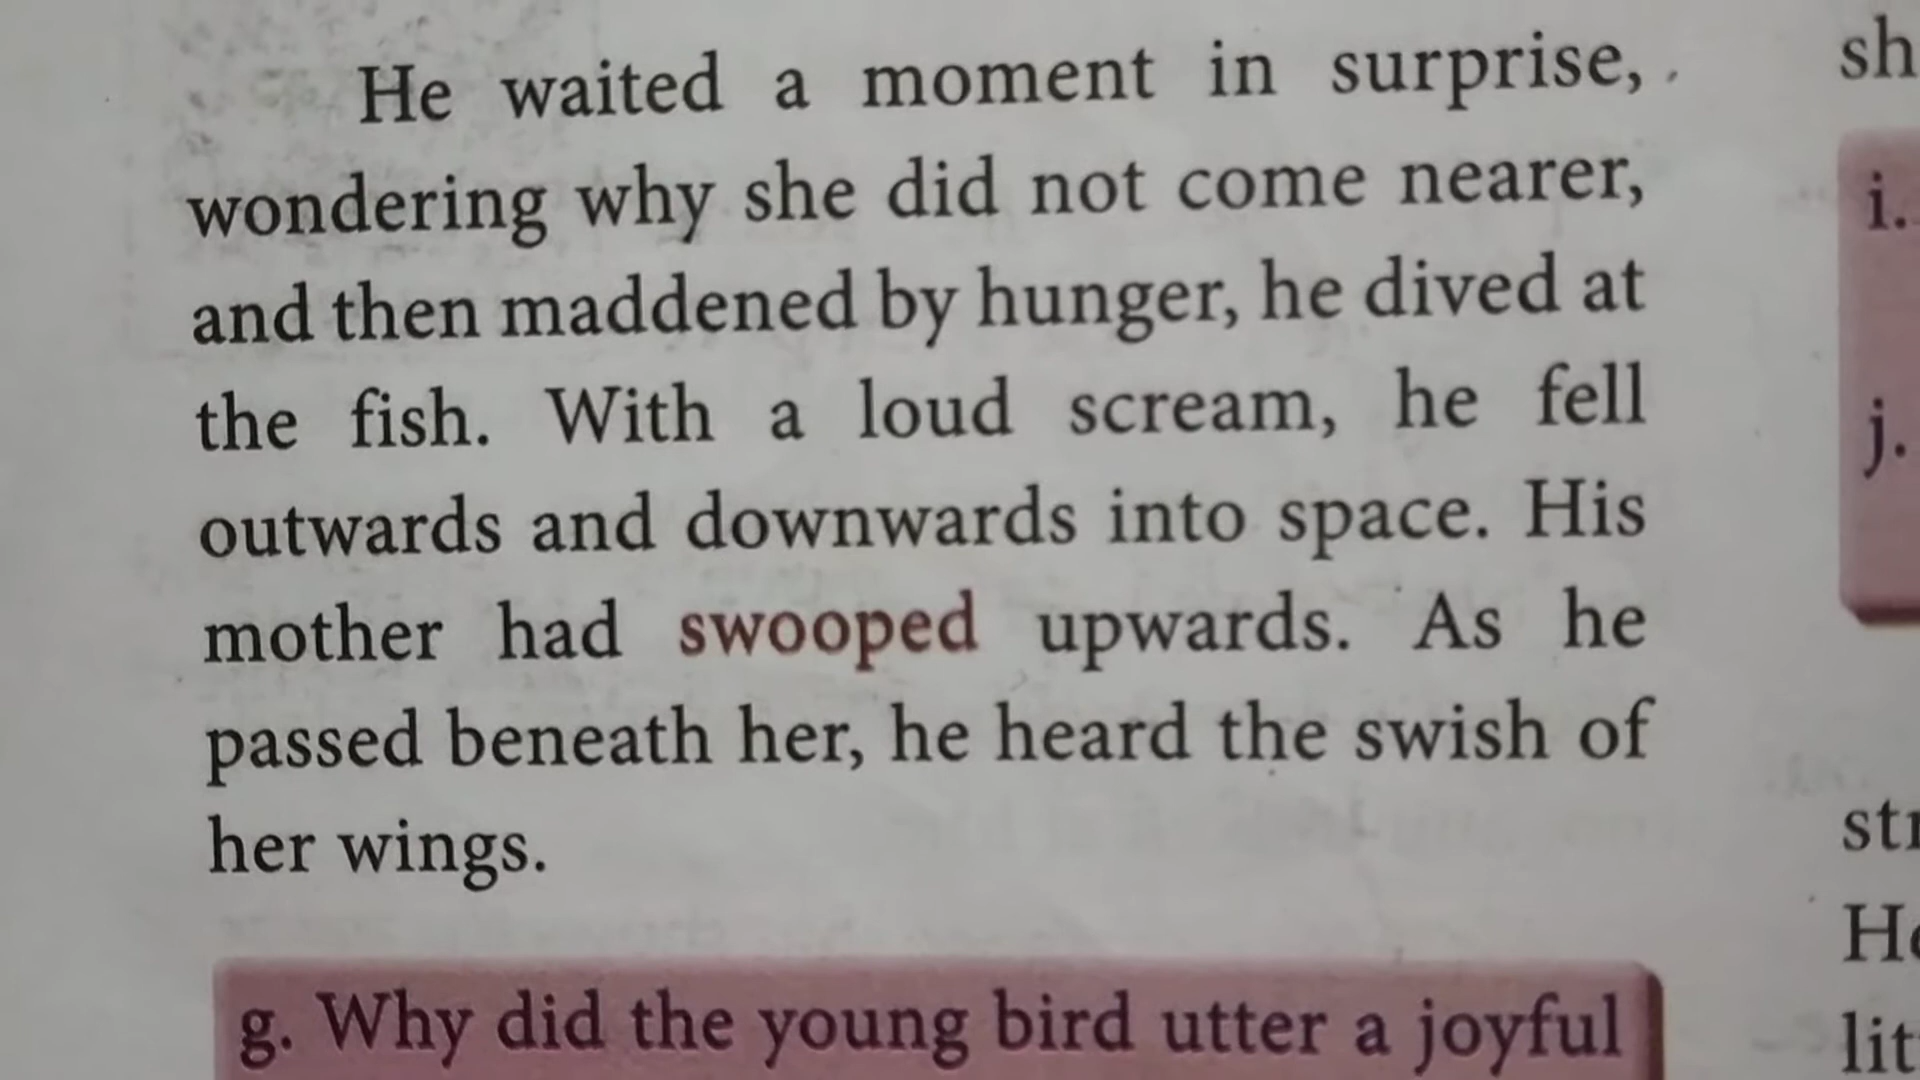 He waited a moment in surprise,
wondering why she did not come nearer,
and then maddened by hunger, he dived at
the fish. With a loud scream, he fell
outwards and downwards into space. His
mother had swooped upwards. As he
passed beneath her, he heard the swish of
her wings.
g. Why did the young bird utter a joyful
sh
i.
j.
lit